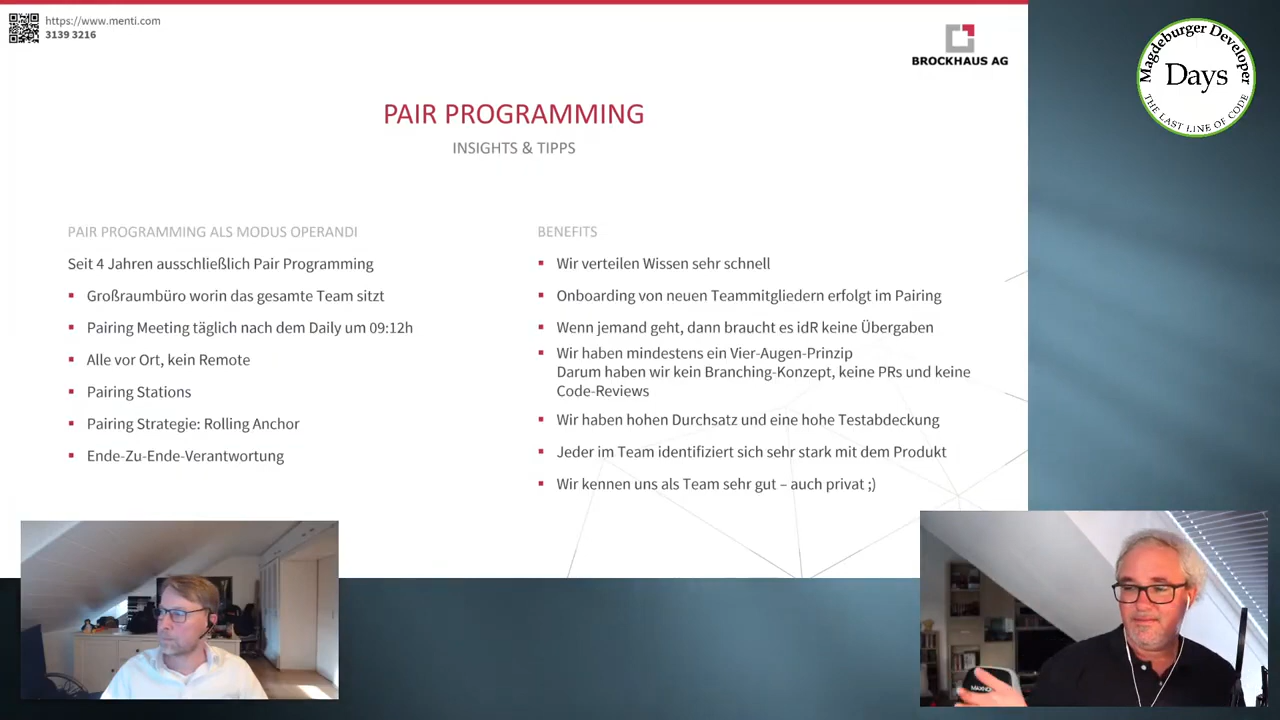 https://www.menti.com
3139 3216
BROCKHAUS AG
Magdeburger Developer
Days
THE LAST LINE OF CODE
PAIR PROGRAMMING
INSIGHTS & TIPPS
PAIR PROGRAMMING ALS MODUS OPERANDI
Seit 4 Jahren ausschließlich Pair Programming
Großraumbüro worin das gesamte Team sitzt
Pairing Meeting täglich nach dem Daily um 09:12h
Alle vor Ort, kein Remote
Pairing Stations
Pairing Strategie: Rolling Anchor
Ende-Zu-Ende-Verantwortung
BENEFITS
Wir verteilen Wissen sehr schnell
Onboarding von neuen Teammitgliedern erfolgt im Pairing
Wenn jemand geht, dann braucht es idR keine Übergaben
Wir haben mindestens ein Vier-Augen-Prinzip
Darum haben wir kein Branching-Konzept, keine PRs und keine
Code-Reviews
Wir haben hohen Durchsatz und eine hohe Testabdeckung
Jeder im Team identifiziert sich sehr stark mit dem Produkt
Wir kennen uns als Team sehr gut – auch privat ;)